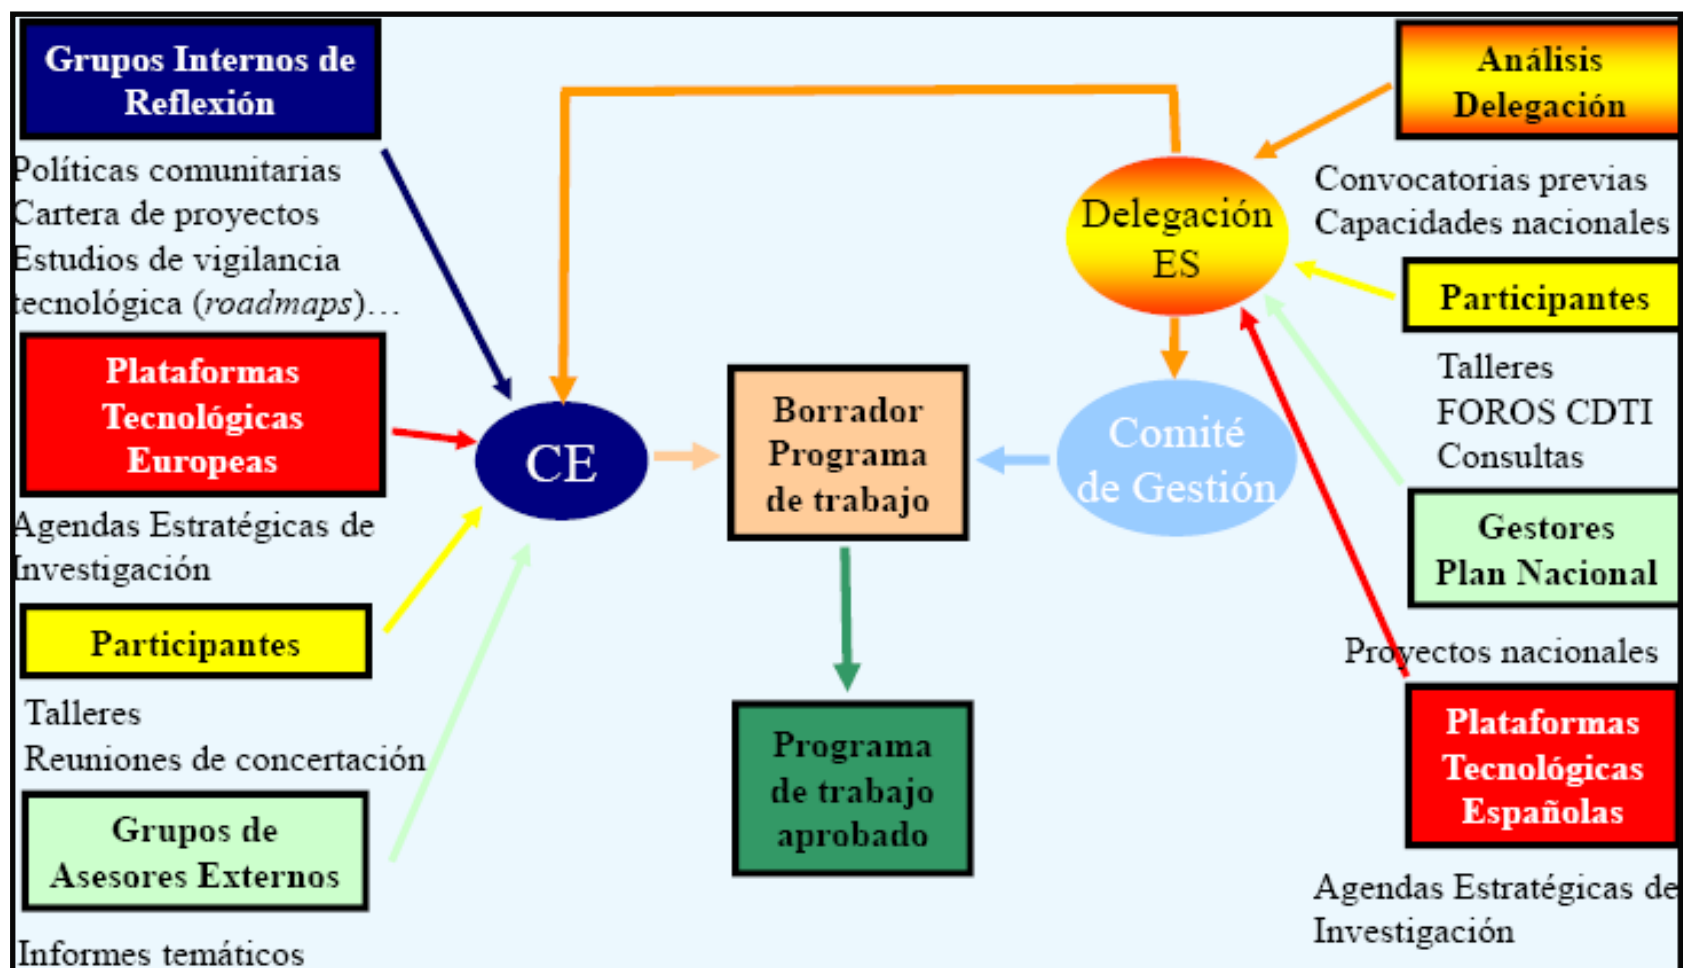 Grupos Internos de
Reflexión
Políticas comunitarias
Cartera de proyectos
Estudios de vigilancia
tecnológica (roadmaps)…
Plataformas
Tecnológicas
Europeas
Agendas Estratégicas de
Investigación
Participantes
Talleres
Reuniones de concertación
Grupos de
Asesores Externos
Informes temáticos
CE
Borrador
Programa
de trabajo
Programa
de trabajo
aprobado
Delegación
ES
Comité
de Gestión
Análisis
Delegación
Convocatorias previas
Capacidades nacionales
Participantes
Talleres
FOROS CDTI
Consultas
Gestores
Plan Nacional
Proyectos nacionales
Plataformas
Tecnológicas
Españolas
Agendas Estratégicas de
Investigación